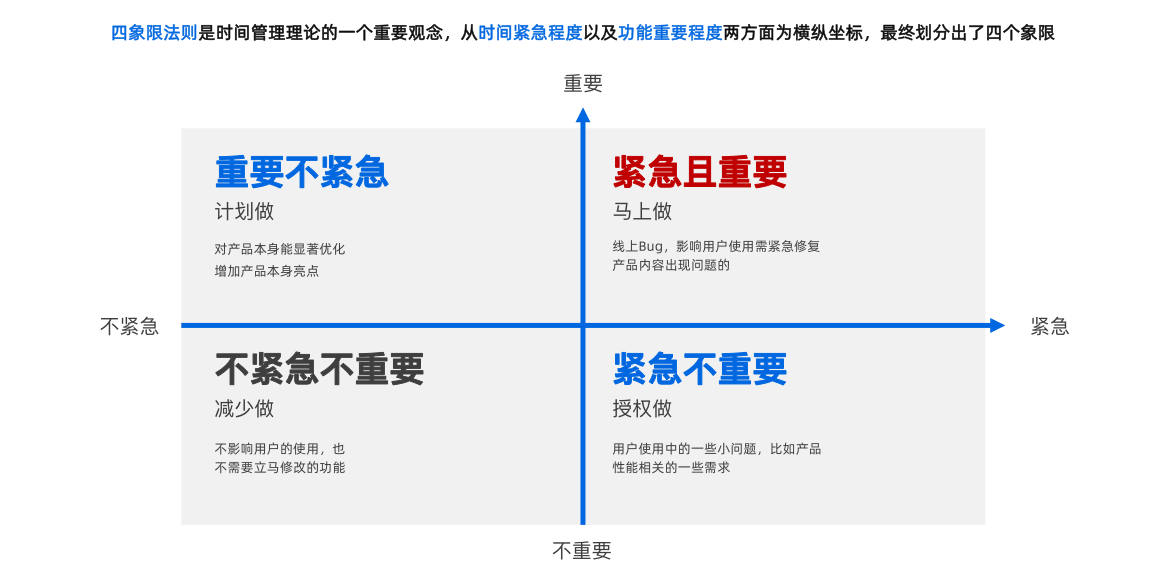 四象限法则是时间管理理论的一个重要观念，从时间紧急程度以及功能重要程度两方面为横纵坐标，最终划分出了四个象限
重要
重要不紧急
计划做
对产品本身能显著优化
增加产品本身亮点
紧急且重要
马上做
线上Bug，影响用户使用需紧急修复
产品内容出现问题的
不紧急
紧急
不紧急不重要
减少做
不影响用户的使用，也
不需要立马修改的功能
紧急不重要
授权做
用户使用中的一些小问题，比如产品
性能相关的一些需求
不重要